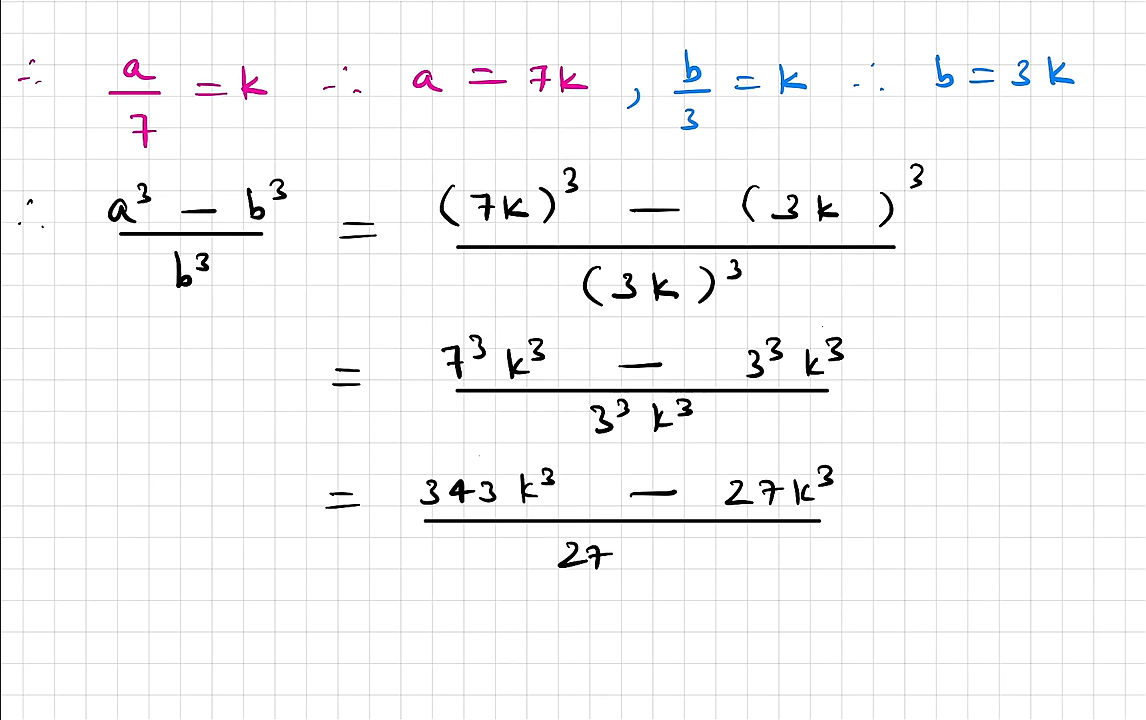 ∴ a/7 = k ∴ a = 7k , b/3 = k ∴ b = 3k
∴ (a³ − b³)/b³ = ((7k)³ − (3k)³)/(3k)³
= (7³k³ − 3³k³)/(3³k³)
= (343k³ − 27k³)/27